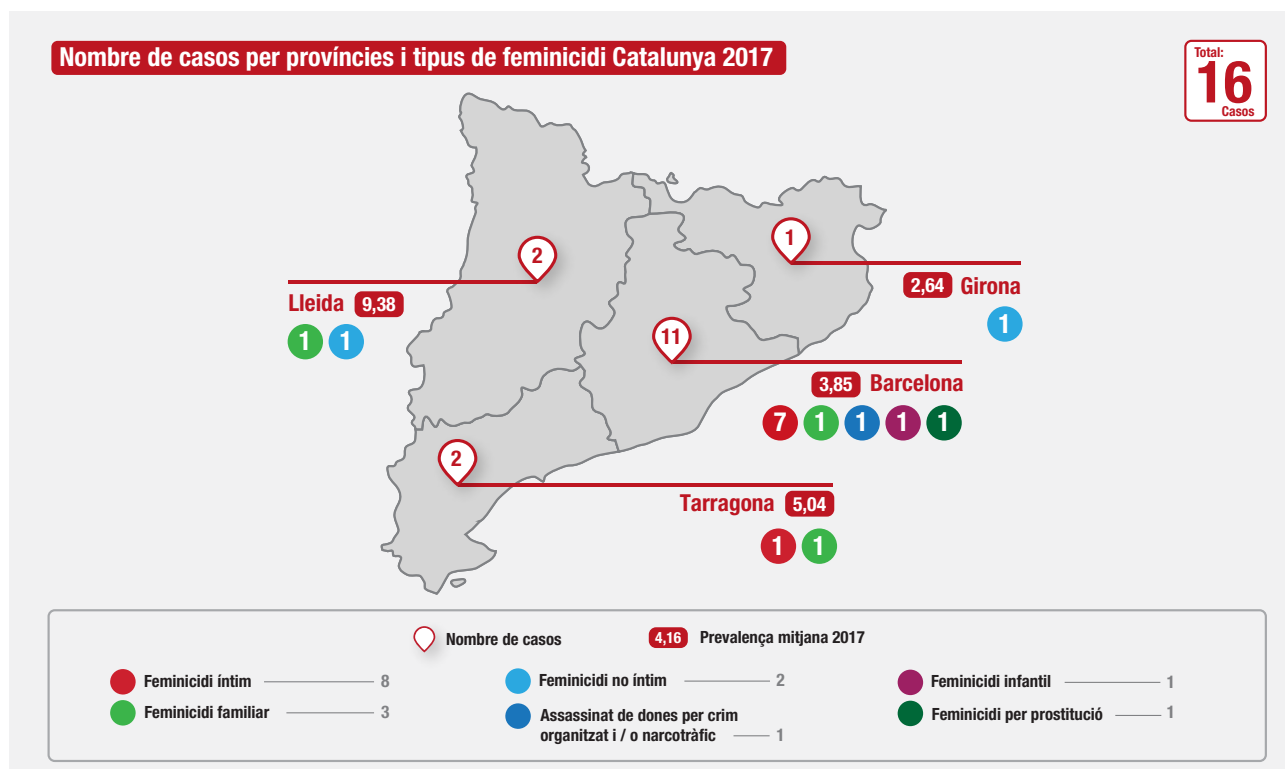 Nombre de casos per províncies i tipus de feminicidi Catalunya 2017
Total:
16
Casos
2
1
Lleida 9,38
1 1
2,64 Girona
1
11
3,85 Barcelona
7 1 1 1 1
2
Tarragona 5,04
1 1
Nombre de casos
4,16 Prevalença mitjana 2017
Feminicidi íntim 8
Feminicidi familiar 3
Feminicidi no íntim 2
Assassinat de dones per crim
organitzat i / o narcotràfic 1
Feminicidi infantil 1
Feminicidi per prostitució 1